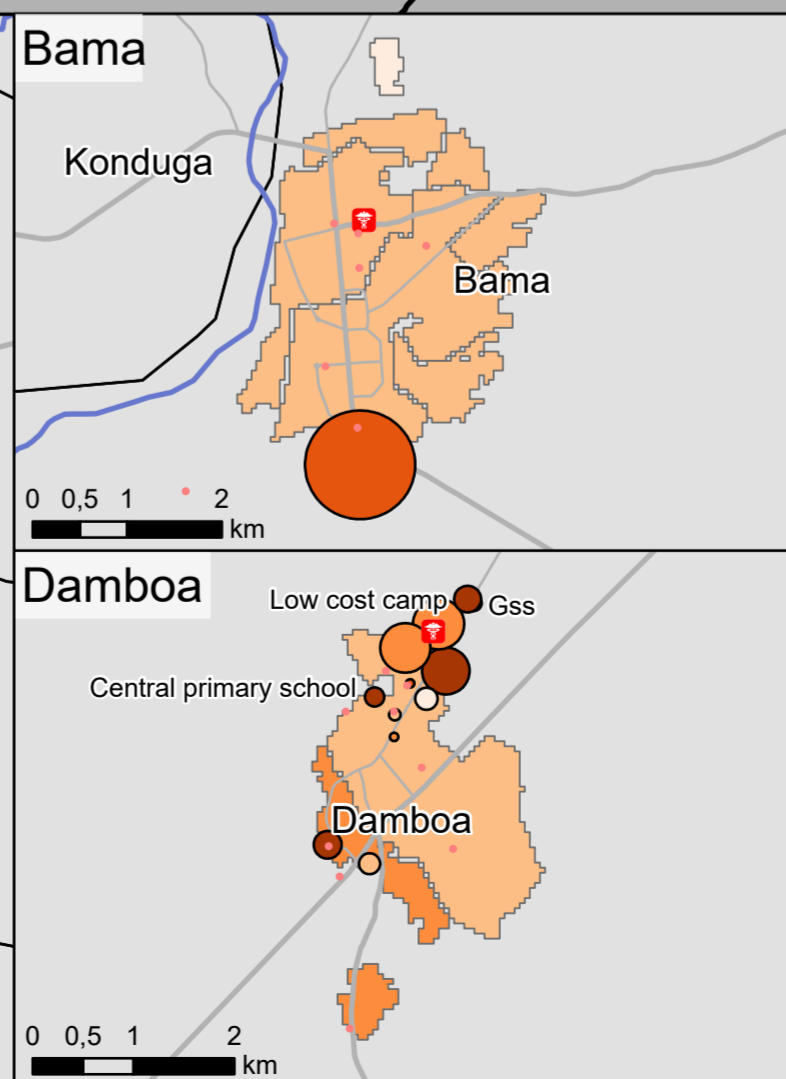 Bama
Konduga
Bama
0 0,5 1 2
km
Damboa
Low cost camp
Gss
Central primary school
Damboa
0 0,5 1 2
km